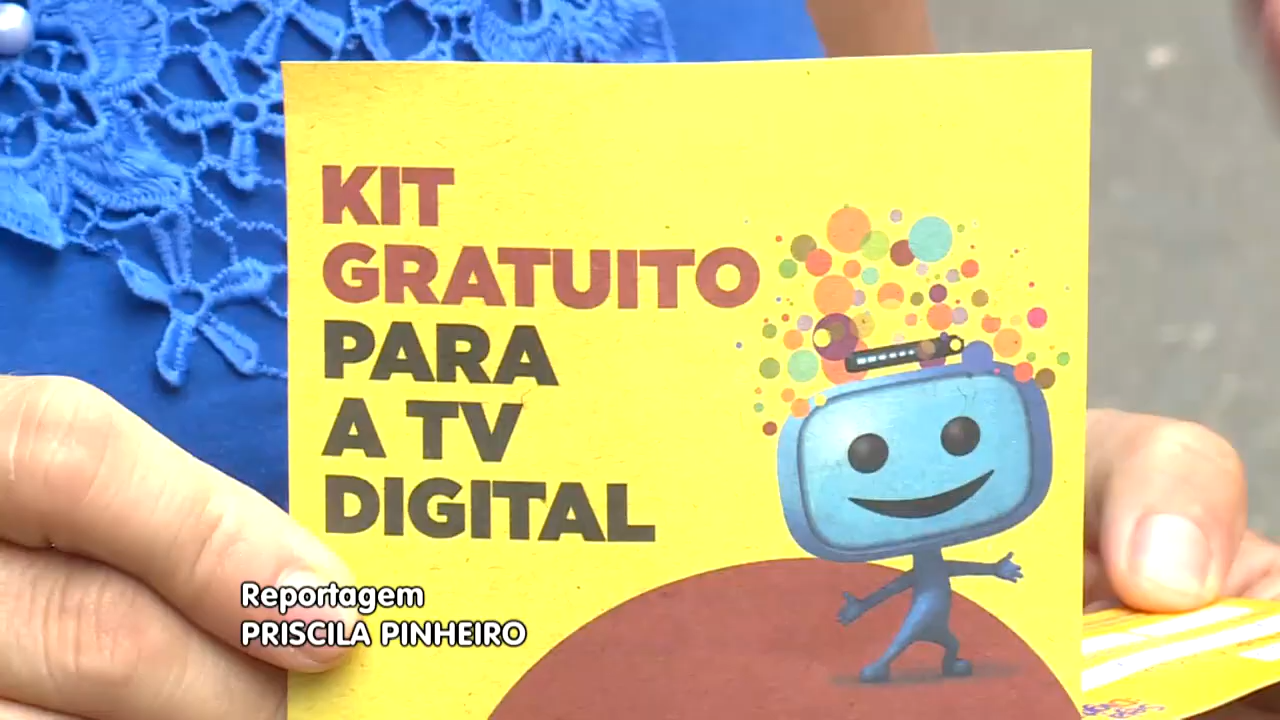 KIT
GRATUITO
PARA
A TV
DIGITAL
Reportagem
PRISCILA PINHEIRO